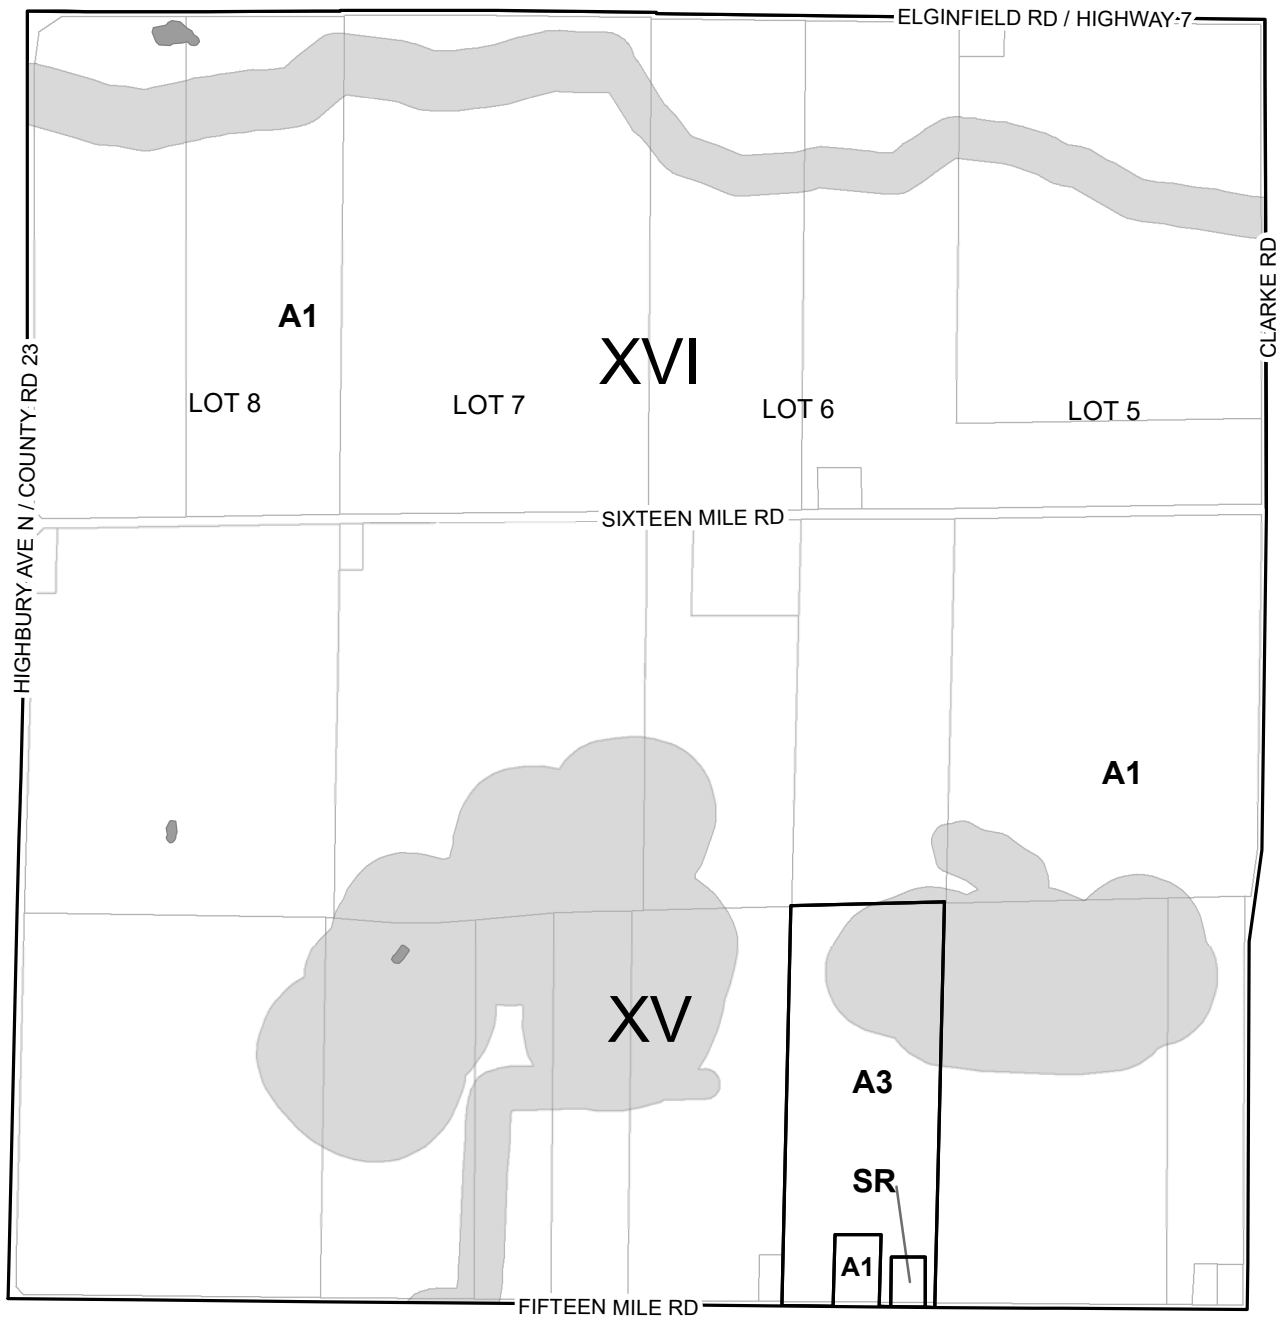 ELGINFIELD RD / HIGHWAY 7
CLARKE RD
A1
XVI
HIGHBURY AVE N / COUNTY RD 23
LOT 8
LOT 7
LOT 6
LOT 5
SIXTEEN MILE RD
A1
XV
A3
SR
A1
FIFTEEN MILE RD